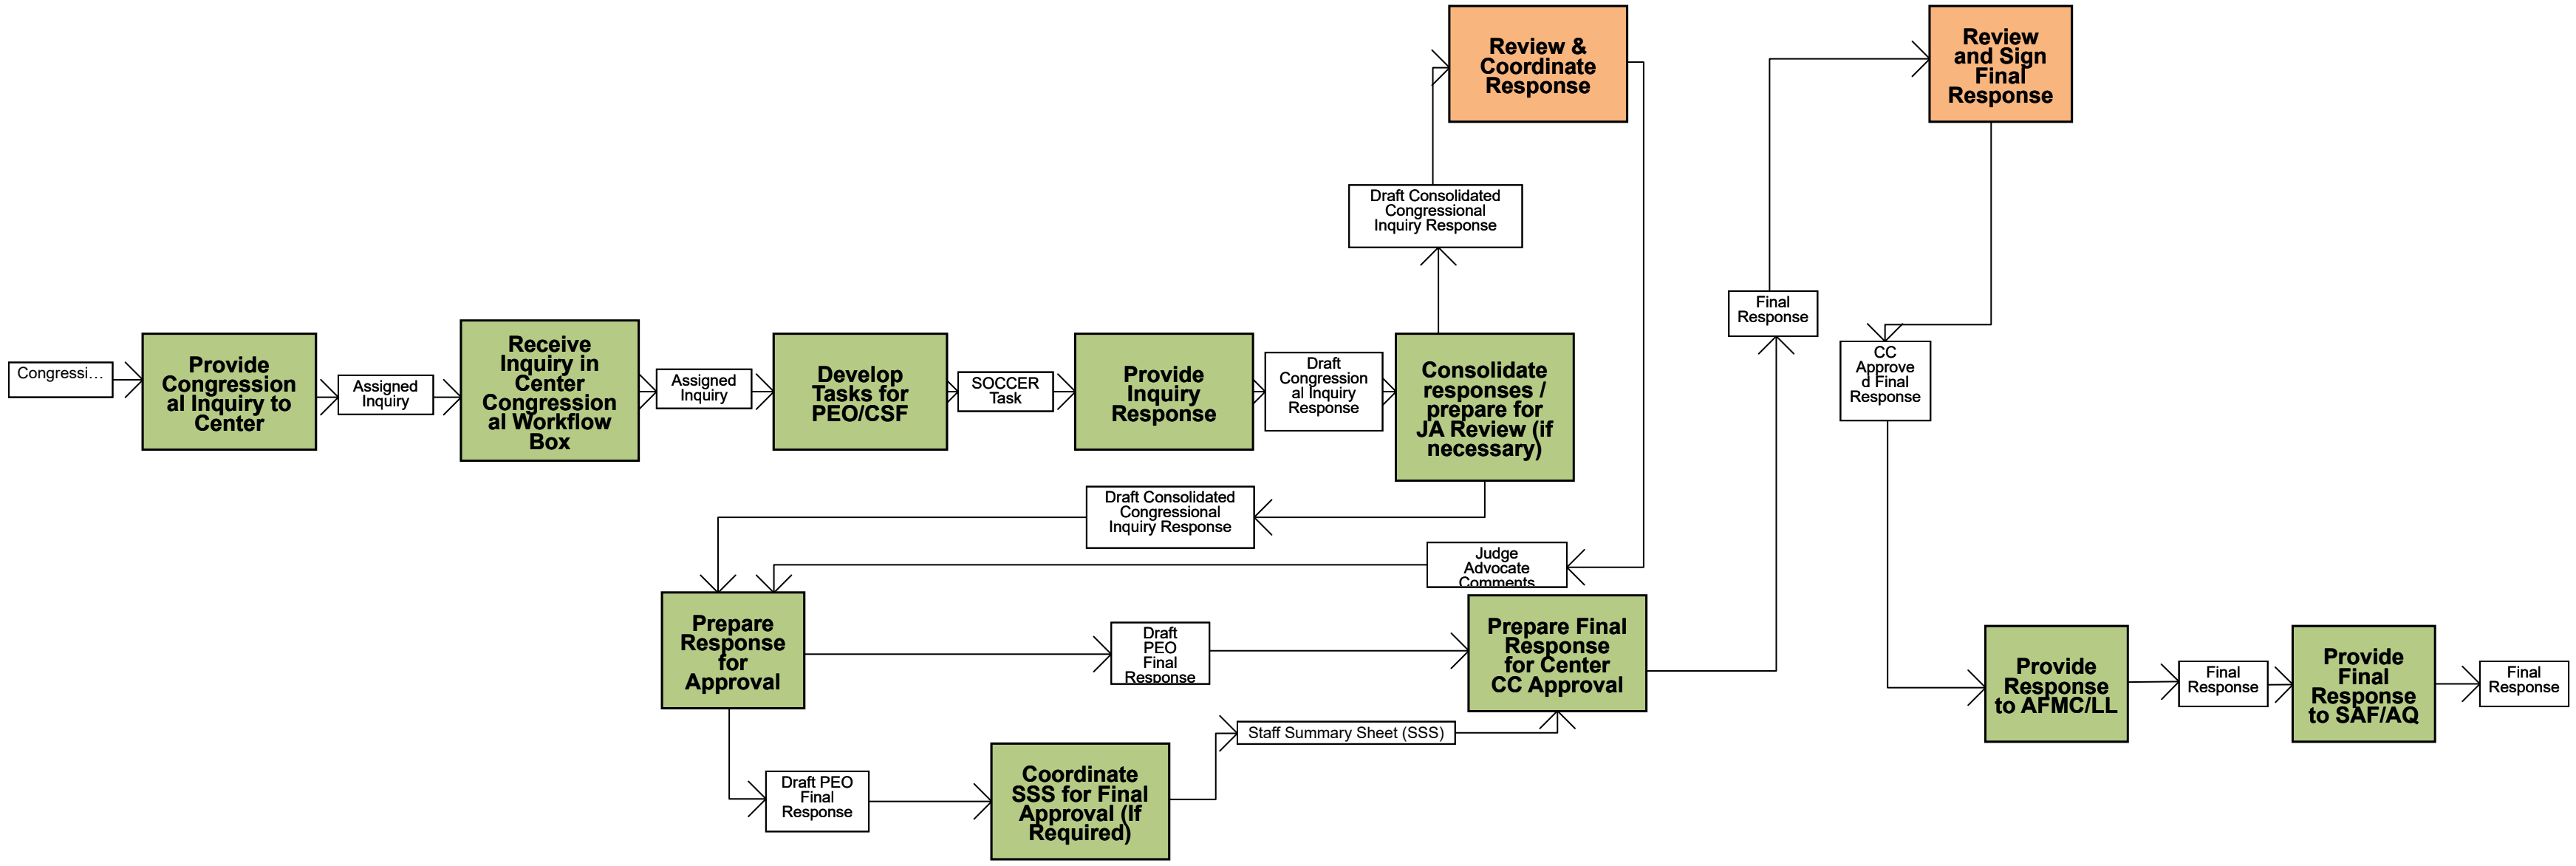 Review &
Coordinate
Response
Review
and Sign
Final
Response
Draft Consolidated
Congressional
Inquiry Response
Final
Response
Congressi...
Provide
Congression
al Inquiry to
Center
Assigned
Inquiry
Receive
Inquiry in
Center
Congression
al Workflow
Box
Assigned
Inquiry
Develop
Tasks for
PEO/CSF
SOCCER
Task
Provide
Inquiry
Response
Draft
Congression
al Inquiry
Response
Consolidate
responses /
prepare for
JA Review (if
necessary)
CC
Approve
d Final
Response
Draft Consolidated
Congressional
Inquiry Response
Judge
Advocate
Comments
Prepare
Response
for
Approval
Draft
PEO
Final
Response
Prepare Final
Response
for Center
CC Approval
Provide
Response
to AFMC/LL
Final
Response
Provide
Final
Response
to SAF/AQ
Final
Response
Staff Summary Sheet (SSS)
Draft PEO
Final
Response
Coordinate
SSS for Final
Approval (If
Required)